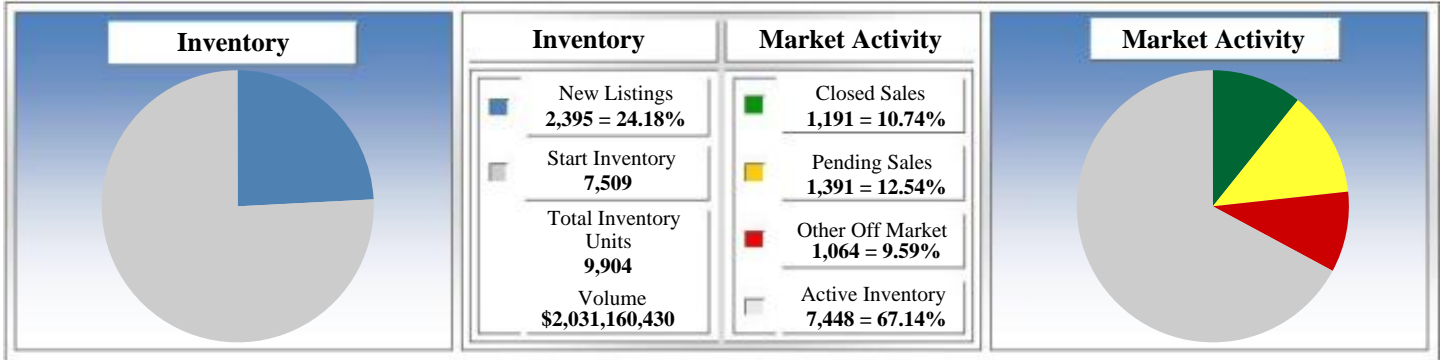 Inventory
Inventory
Market Activity
Market Activity
New Listings
2,395 = 24.18%
Start Inventory
7,509
Total Inventory
Units
9,904
Volume
$2,031,160,430
Closed Sales
1,191 = 10.74%
Pending Sales
1,391 = 12.54%
Other Off Market
1,064 = 9.59%
Active Inventory
7,448 = 67.14%